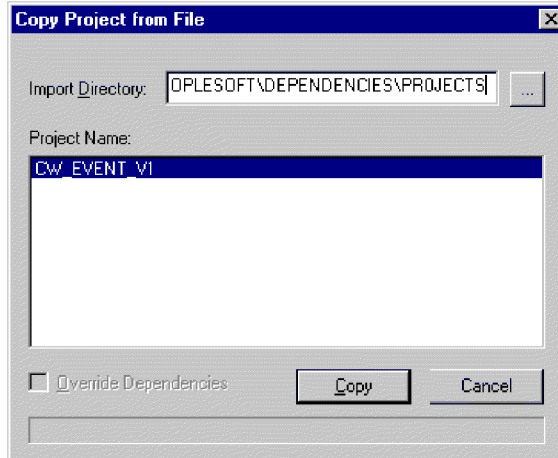 Copy Project from File
Import Directory: OPLESOFT\DEPENDENCIES\PROJECTS ...
Project Name:
CW_EVENT_V1
Override Dependencies Copy Cancel